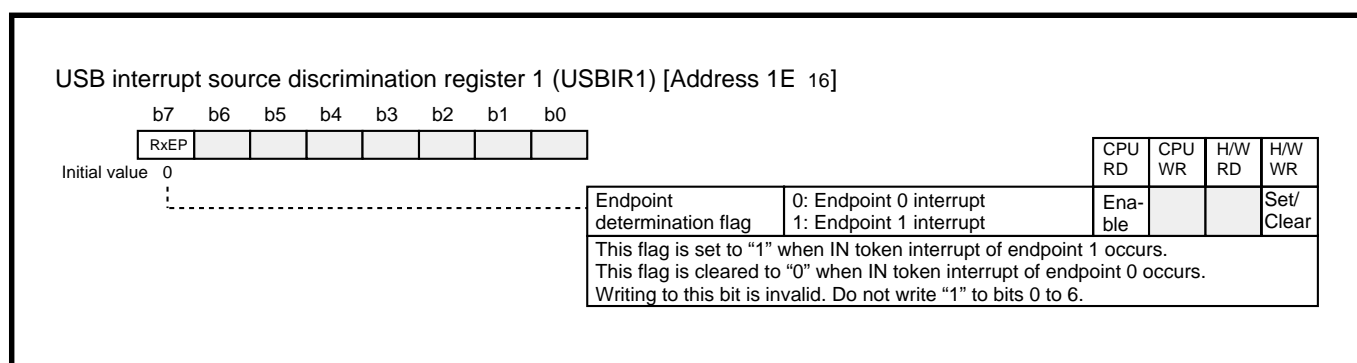 USB interrupt source discrimination register 1 (USBIR1) [Address 1E 16]
b7 b6 b5 b4 b3 b2 b1 b0
RxEP
Initial value 0
CPU RD CPU WR H/W RD H/W WR
Endpoint determination flag
0: Endpoint 0 interrupt
1: Endpoint 1 interrupt
Ena-
ble
Set/
Clear
This flag is set to “1” when IN token interrupt of endpoint 1 occurs.
This flag is cleared to “0” when IN token interrupt of endpoint 0 occurs.
Writing to this bit is invalid. Do not write “1” to bits 0 to 6.